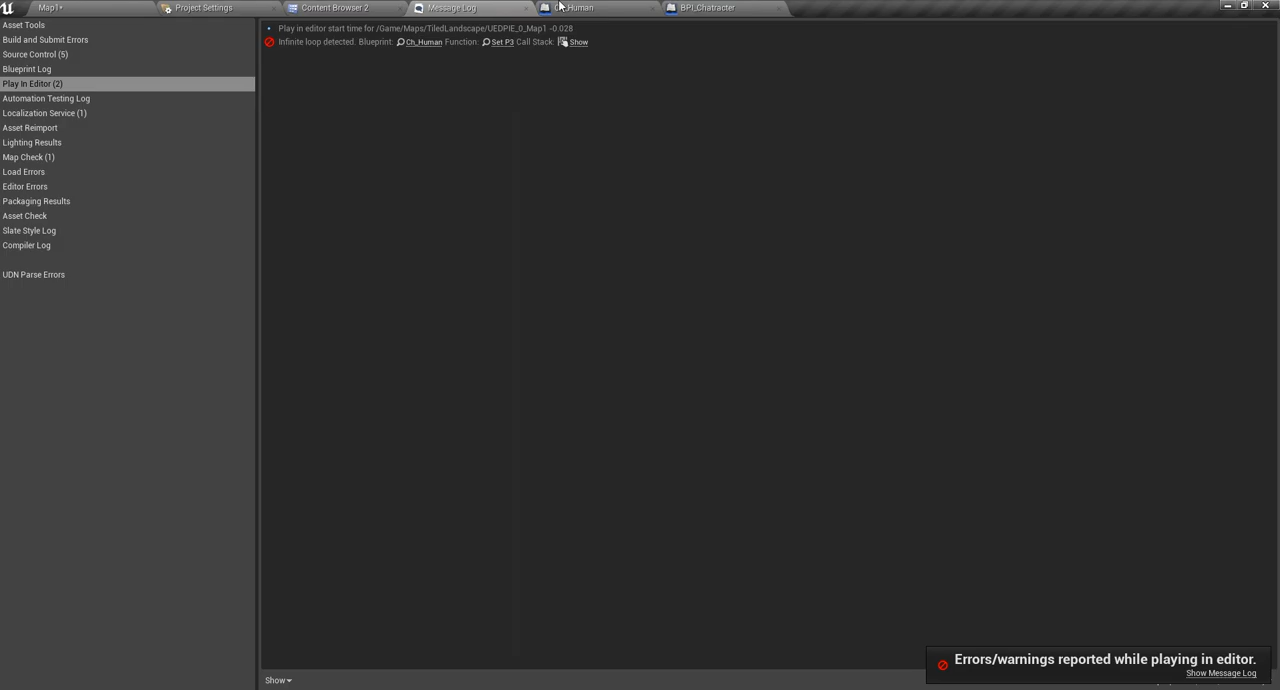 Map1* Project Settings Content Browser 2 Message Log Human BPI_Chatracter
Asset Tools
Build and Submit Errors
Source Control (5)
Blueprint Log
Play In Editor (2)
Automation Testing Log
Localization Service (1)
Asset Reimport
Lighting Results
Map Check (1)
Load Errors
Editor Errors
Packaging Results
Asset Check
Slate Style Log
Compiler Log
UDN Parse Errors
• Play in editor start time for /Game/Maps/TiledLandscape/UEDPIE_0_Map1 -0.028
Infinite loop detected. Blueprint: Ch_Human Function: Set P3 Call Stack: Show
Show
Errors/warnings reported while playing in editor.
Show Message Log